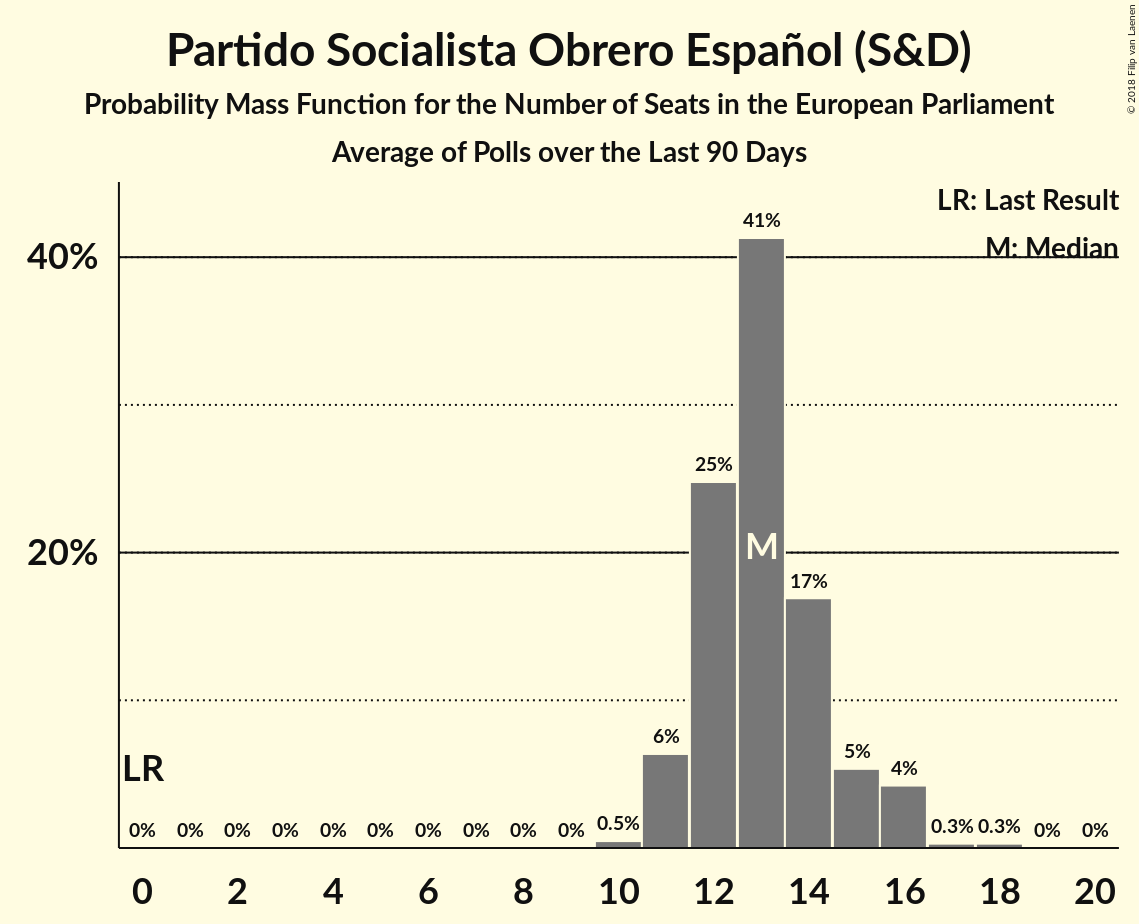 Partido Socialista Obrero Español (S&D)
Probability Mass Function for the Number of Seats in the European Parliament
Average of Polls over the Last 90 Days
© 2018 Filip van Laenen
LR: Last Result
M: Median
40%
20%
41%
25%
M
17%
6%
5%
4%
LR
0% 0% 0% 0% 0% 0% 0% 0% 0% 0% 0.5% 0.3% 0.3% 0% 0%
0 2 4 6 8 10 12 14 16 18 20